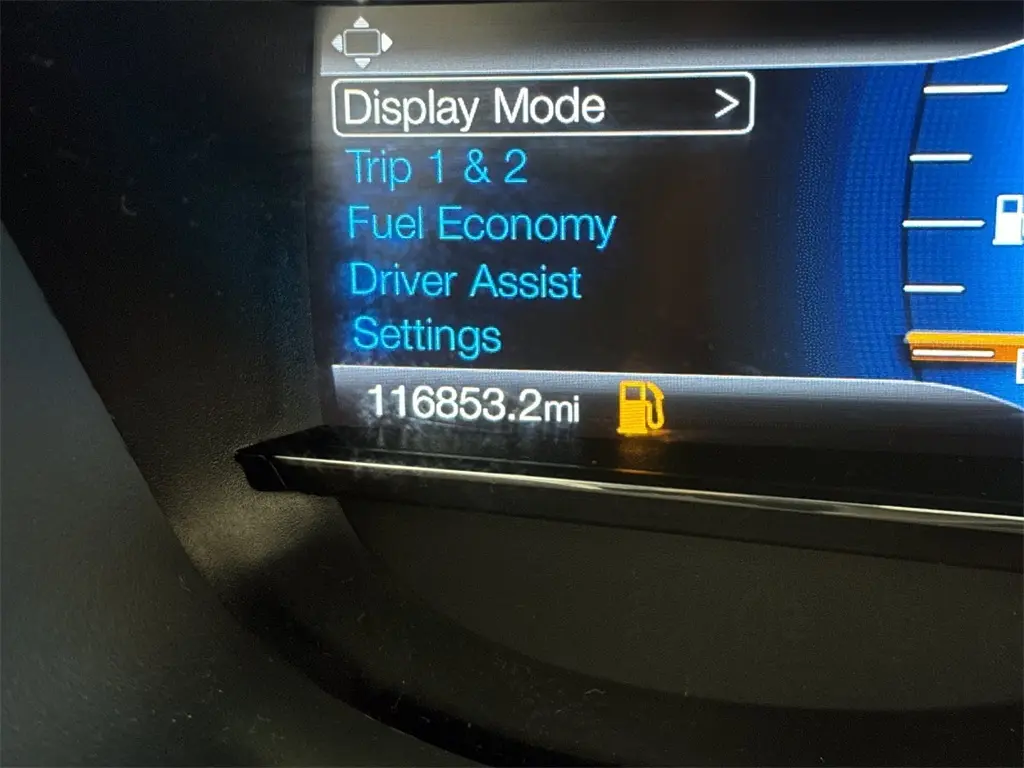 Display Mode >
Trip 1 & 2
Fuel Economy
Driver Assist
Settings
116853.2mi